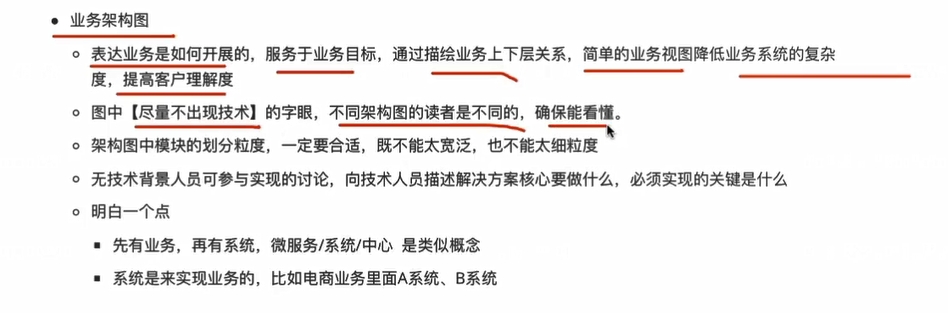 业务架构图
表达业务是如何开展的，服务于业务目标，通过描绘业务上下层关系，简单的业务视图降低业务系统的复杂
度，提高客户理解度
图中【尽量不出现技术】的字眼，不同架构图的读者是不同的，确保能看懂。
架构图中模块的划分粒度，一定要合适，既不能太宽泛，也不能太细粒度
无技术背景人员可参与实现的讨论，向技术人员描述解决方案核心要做什么，必须实现的关键是什么
明白一个点
先有业务，再有系统，微服务/系统/中心 是类似概念
系统是来实现业务的，比如电商业务里面A系统、B系统